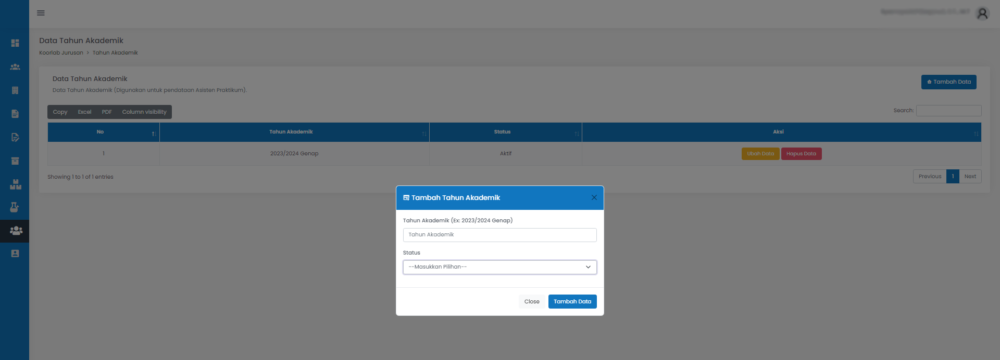 Data Tahun Akademik
Koorlab Jurusan > Tahun Akademik
Data Tahun Akademik
Tambah Data
Data Tahun Akademik (Digunakan untuk pendataan Asisten Praktikum).
Copy Excel PDF Column visibility
Search:
No Tahun Akademik Status Aksi
1 2023/2024 Genap Aktif Ubah Data Hapus Data
Showing 1 to 1 of 1 entries
Previous 1 Next
Tambah Tahun Akademik
Tahun Akademik (Ex: 2023/2024 Genap)
Tahun Akademik
Status
--Masukkan Pilihan--
Close Tambah Data